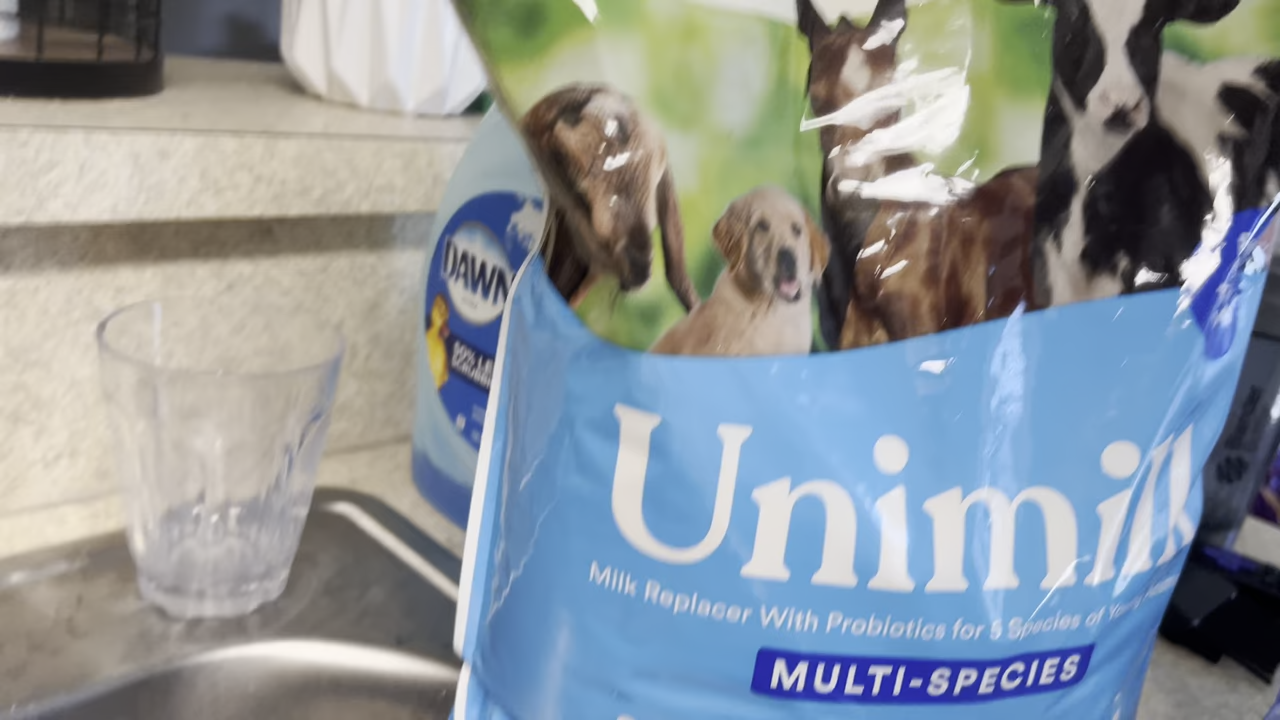 DAWN
Unimilk
Milk Replacer With Probiotics for 5 Species of Young
MULTI-SPECIES